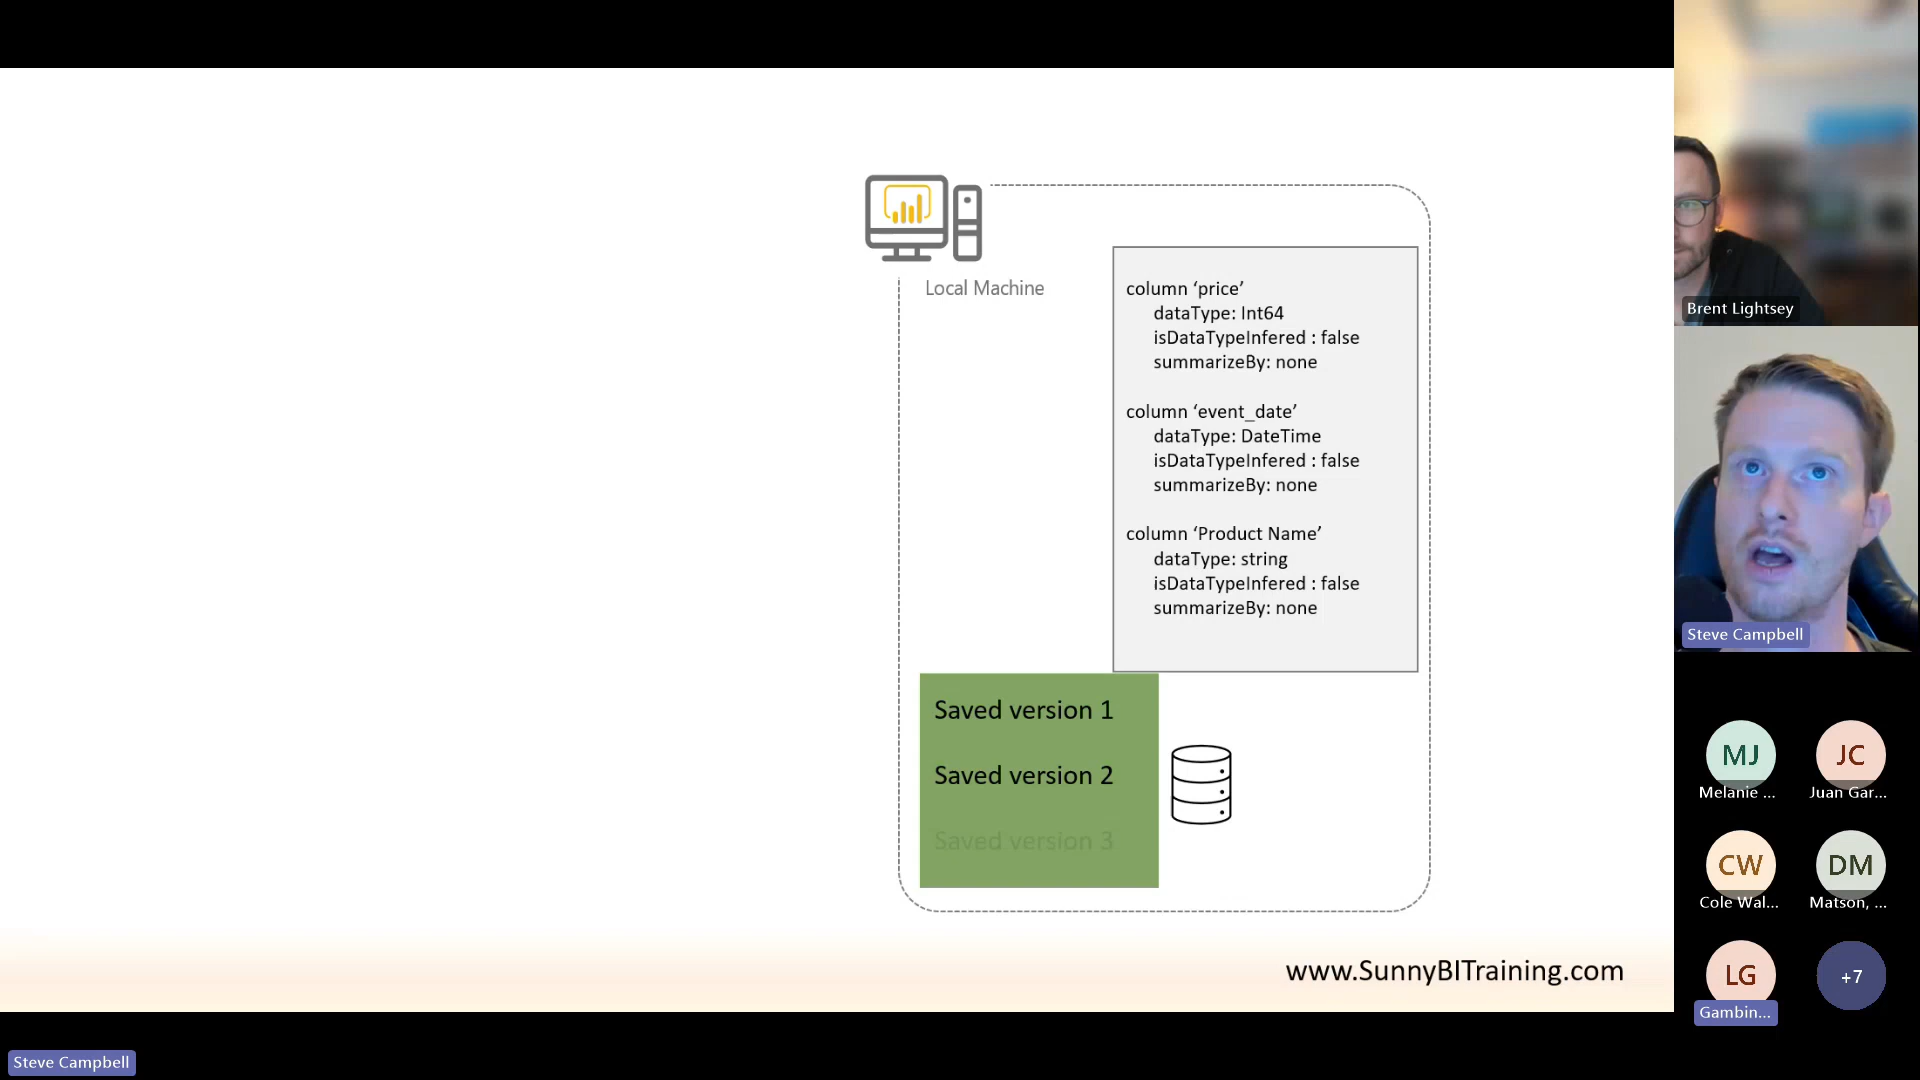 Local Machine
column ‘price’
dataType: Int64
isDataTypeInfered : false
summarizeBy: none
column ‘event_date’
dataType: DateTime
isDataTypeInfered : false
summarizeBy: none
column ‘Product Name’
dataType: string
isDataTypeInfered : false
summarizeBy: none
Saved version 1
Saved version 2
Saved version 3
www.SunnyBITraining.com
Brent Lightsey
Steve Campbell
MJ
Melanie ...
JC
Juan Gar...
CW
Cole Wal...
DM
Matson, ...
LG
Gambin...
+7
Steve Campbell